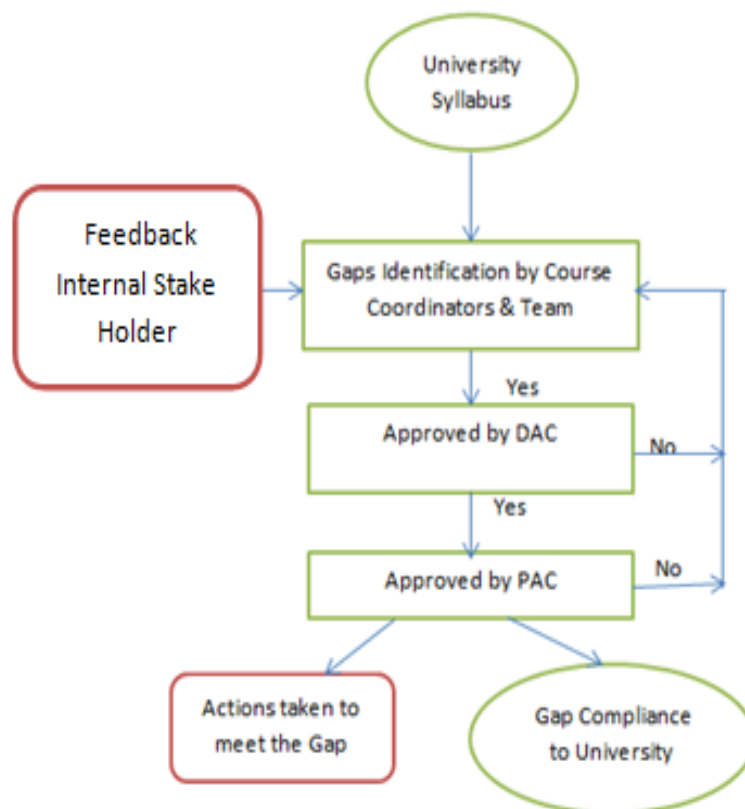 University
Syllabus
Feedback
Internal Stake
Holder
Gaps Identification by Course
Coordinators & Team
Yes
Approved by DAC
No
Yes
Approved by PAC
No
Actions taken to
meet the Gap
Gap Compliance
to University